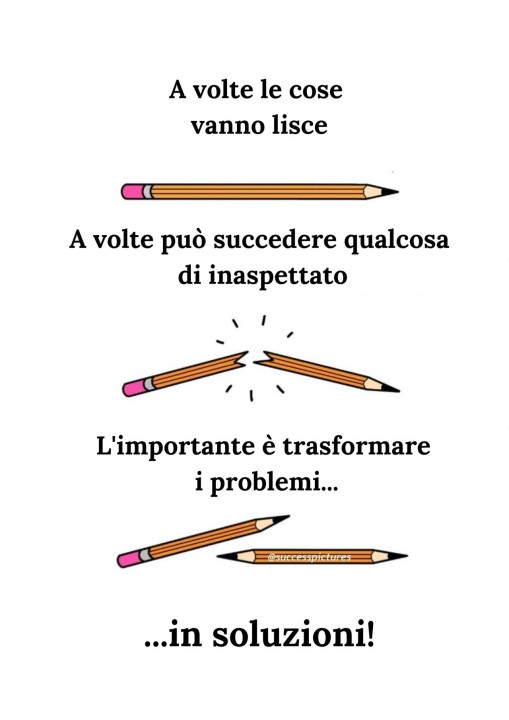 A volte le cose
vanno lisce
A volte può succedere qualcosa
di inaspettato
L'importante è trasformare
i problemi...
@successpictures
...in soluzioni!